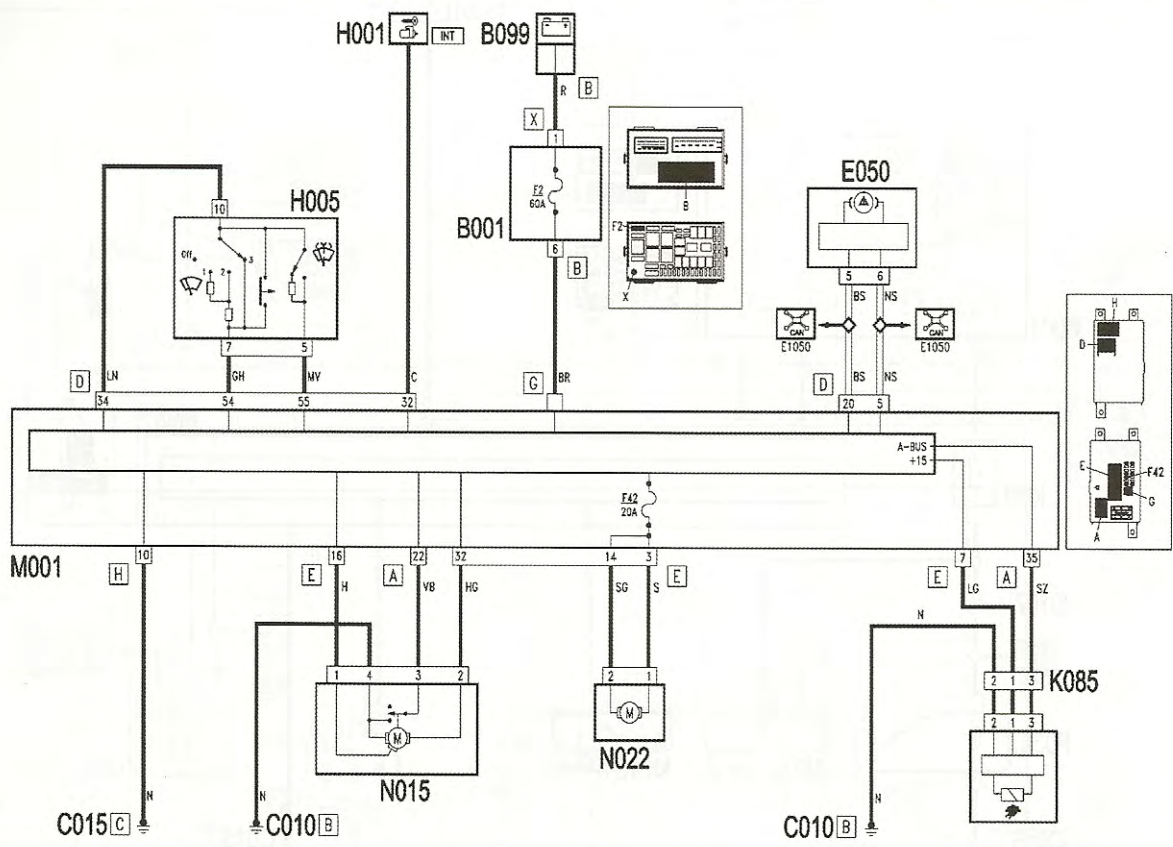 H001
INT
B099
R
B
X
1
H005
10
F2
60A
B001
B
F2
X
E050
off
1
2
3
6
B
5
6
BS
NS
H
D
CAN
E1050
CAN
E1050
7
5
D
LN
GH
MV
C
G
BR
D
BS
NS
34
54
55
32
20
5
A-BUS
+15
E
F42
G
A
F42
20A
M001
10
16
22
32
14
3
7
35
H
E
H
A
VB
HG
SG
S
E
E
LG
A
SZ
N
1
4
3
2
2
1
2
1
3
K085
2
1
3
M
M
N022
N015
N
N
N
C015
C
C010
B
C010
B